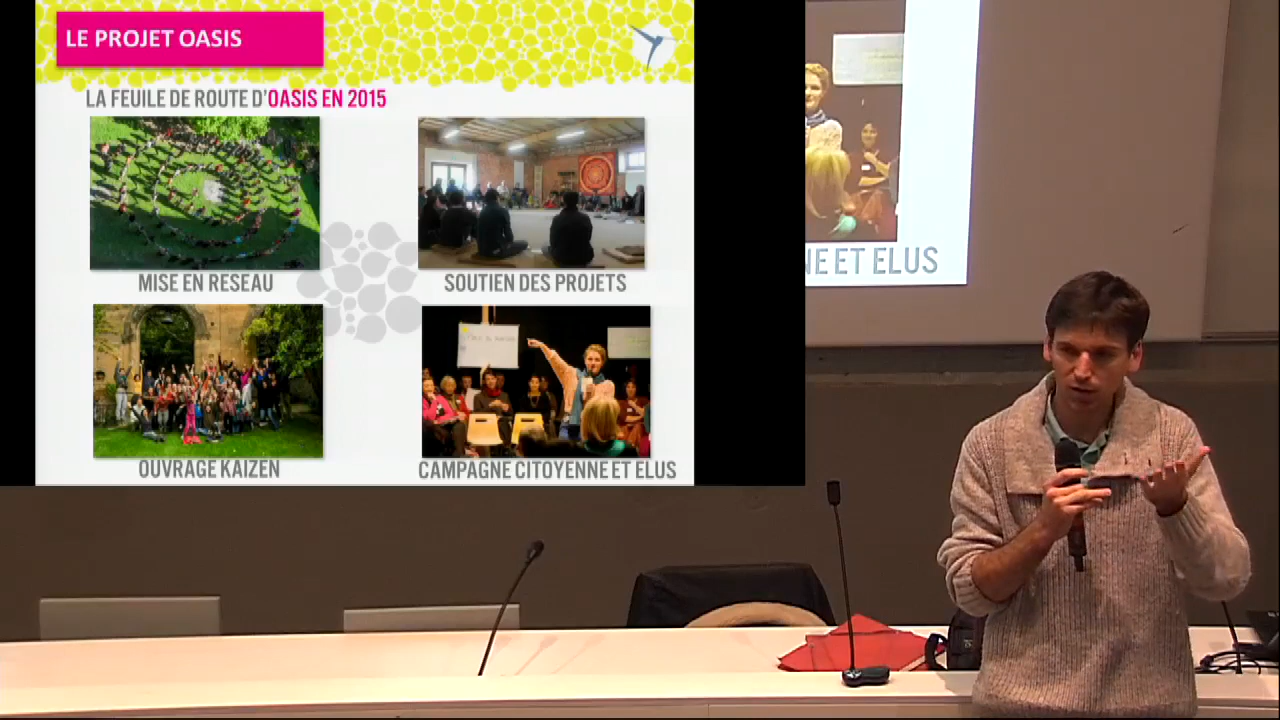 LE PROJET OASIS
LA FEUILE DE ROUTE D'OASIS EN 2015
MISE EN RESEAU
SOUTIEN DES PROJETS
OUVRAGE KAIZEN
CAMPAGNE CITOYENNE ET ELUS
NE ET ELUS